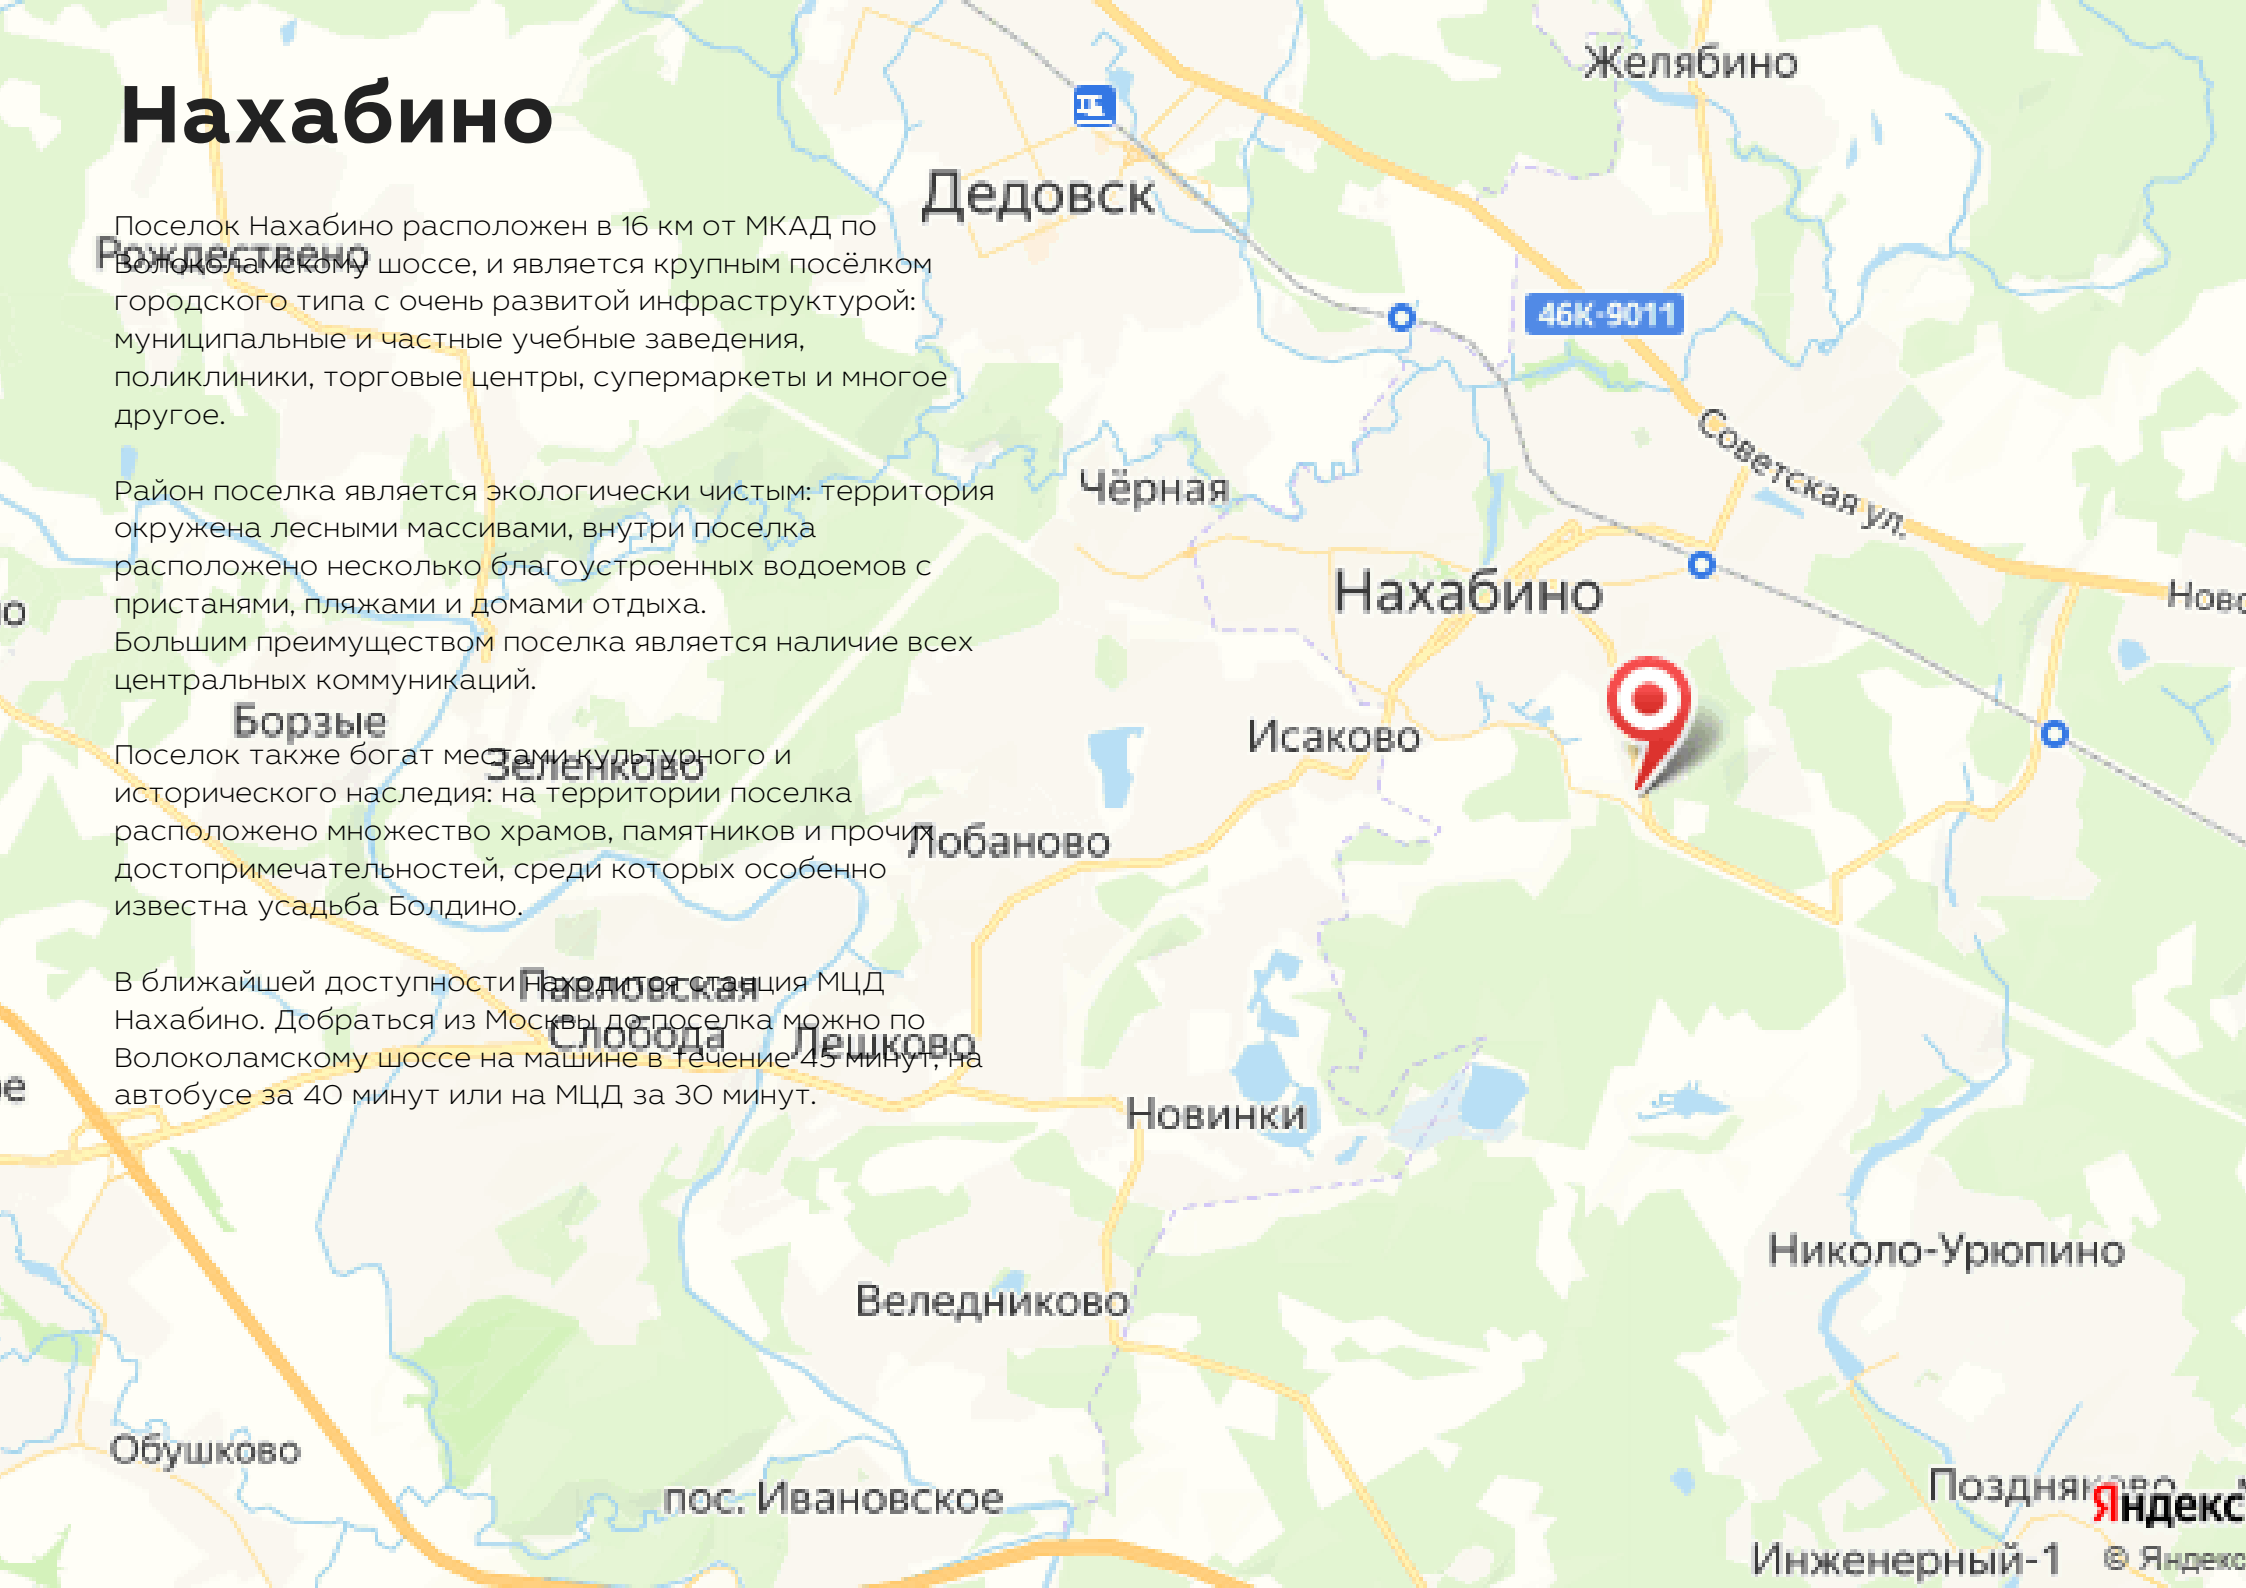 Нахабино
Поселок Нахабино расположен в 16 км от МКАД по
Волоколамскому шоссе, и является крупным посёлком
городского типа с очень развитой инфраструктурой:
муниципальные и частные учебные заведения,
поликлиники, торговые центры, супермаркеты и многое
другое.
Район поселка является экологически чистым: территория
окружена лесными массивами, внутри поселка
расположено несколько благоустроенных водоемов с
пристанями, пляжами и домами отдыха.
Большим преимуществом поселка является наличие всех
центральных коммуникаций.
Поселок также богат местами культурного и
исторического наследия: на территории поселка
расположено множество храмов, памятников и прочих
достопримечательностей, среди которых особенно
известна усадьба Болдино.
В ближайшей доступности находится станция МЦД
Нахабино. Добраться из Москвы до поселка можно по
Волоколамскому шоссе на машине в течение 45 минут, на
автобусе за 40 минут или на МЦД за 30 минут.
Желябино
Дедовск
Рождествено
46К-9011
Советская ул.
Чёрная
Нахабино
Ново
но
Борзые
Зеленково
Исаково
Лобаново
Павловская
Слобода
Лешково
ое
Новинки
Николо-Урюпино
Веледниково
Обушково
пос. Ивановское
Поздняково
Яндекс
Инженерный-1
© Яндекс